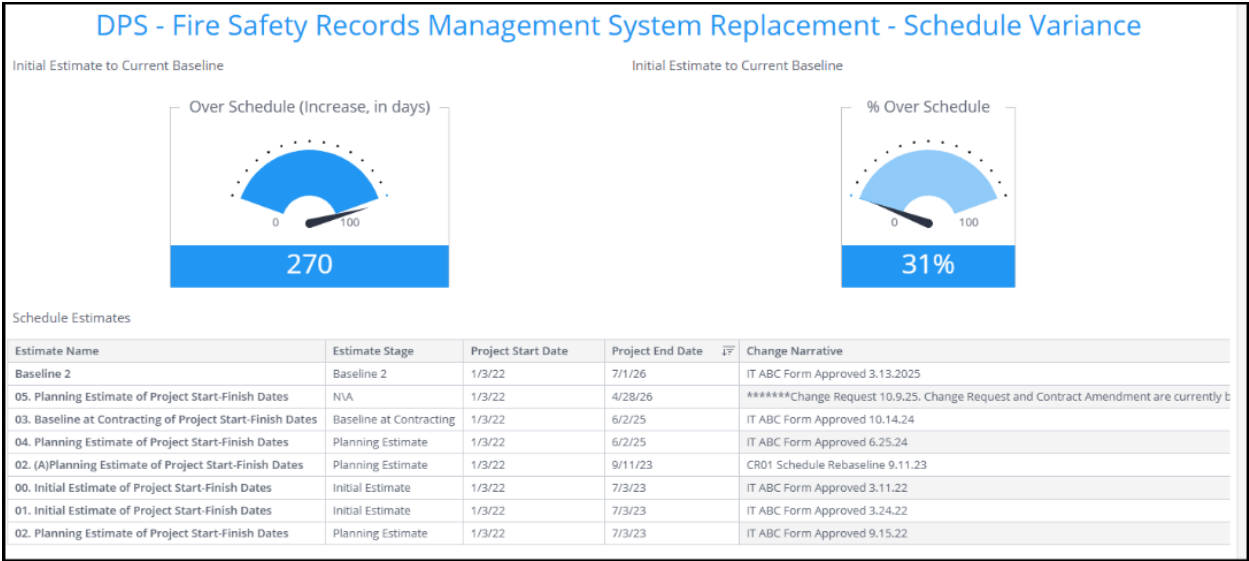 DPS - Fire Safety Records Management System Replacement - Schedule Variance
Initial Estimate to Current Baseline Initial Estimate to Current Baseline
Over Schedule (Increase, in days) % Over Schedule
0 100 0 100
270 31%
Schedule Estimates
Estimate Name Estimate Stage Project Start Date Project End Date Change Narrative
Baseline 2 Baseline 2 1/3/22 7/1/26 IT ABC Form Approved 3.13.2025
05. Planning Estimate of Project Start-Finish Dates N\A 1/3/22 4/28/26 *******Change Request 10.9.25. Change Request and Contract Amendment are currently b
03. Baseline at Contracting of Project Start-Finish Dates Baseline at Contracting 1/3/22 6/2/25 IT ABC Form Approved 10.14.24
04. Planning Estimate of Project Start-Finish Dates Planning Estimate 1/3/22 6/2/25 IT ABC Form Approved 6.25.24
02. (A)Planning Estimate of Project Start-Finish Dates Planning Estimate 1/3/22 9/11/23 CR01 Schedule Rebaseline 9.11.23
00. Initial Estimate of Project Start-Finish Dates Initial Estimate 1/3/22 7/3/23 IT ABC Form Approved 3.11.22
01. Initial Estimate of Project Start-Finish Dates Initial Estimate 1/3/22 7/3/23 IT ABC Form Approved 3.24.22
02. Planning Estimate of Project Start-Finish Dates Planning Estimate 1/3/22 7/3/23 IT ABC Form Approved 9.15.22